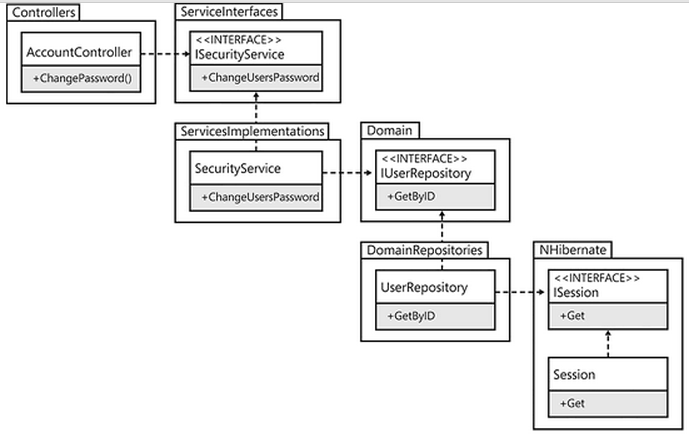 Controllers
AccountController
+ChangePassword()
ServiceInterfaces
<<INTERFACE>>
ISecurityService
+ChangeUsersPassword
ServicesImplementations
SecurityService
+ChangeUsersPassword
Domain
<<INTERFACE>>
IUserRepository
+GetByID
DomainRepositories
UserRepository
+GetByID
NHibernate
<<INTERFACE>>
ISession
+Get
Session
+Get